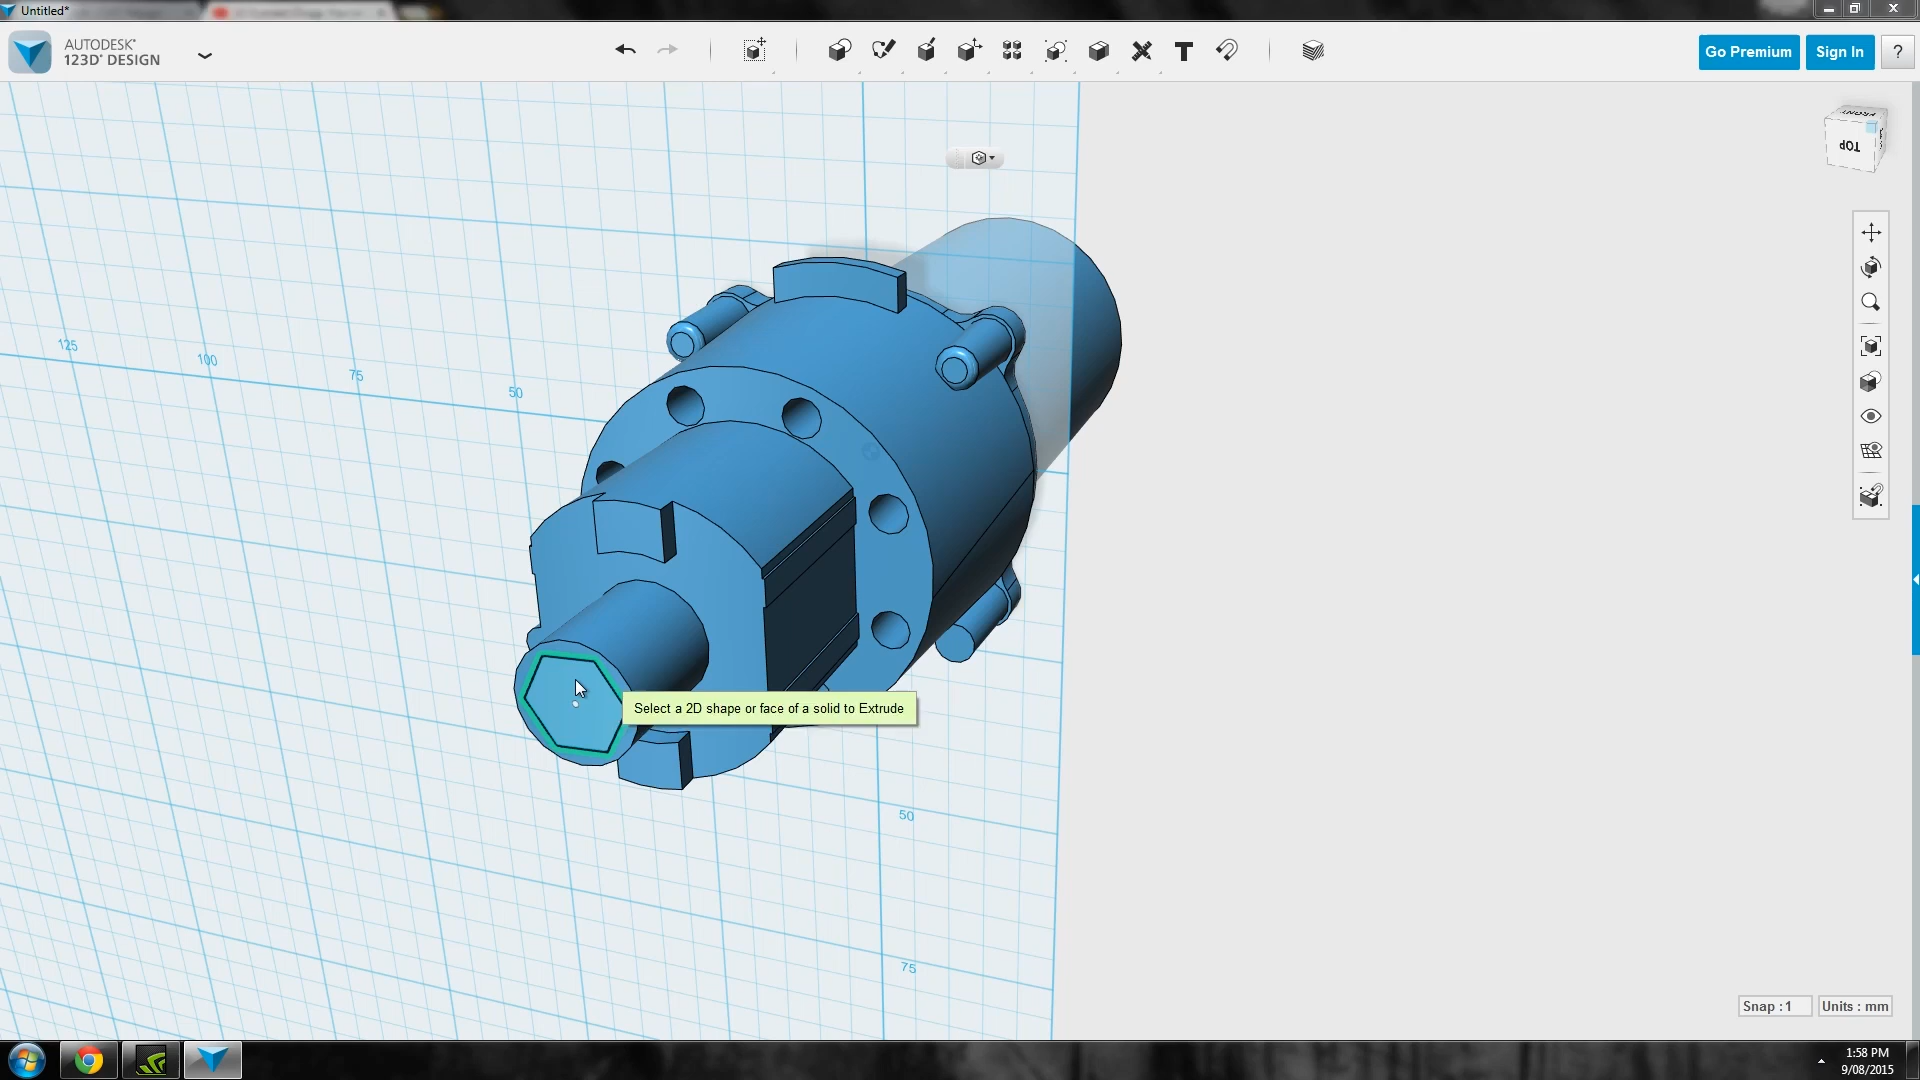 Untitled*
AUTODESK®
123D® DESIGN
Go Premium
Sign In
?
FRONT
TOP
125
100
75
50
Select a 2D shape or face of a solid to Extrude
50
75
Snap : 1
Units : mm
1:58 PM
9/08/2015